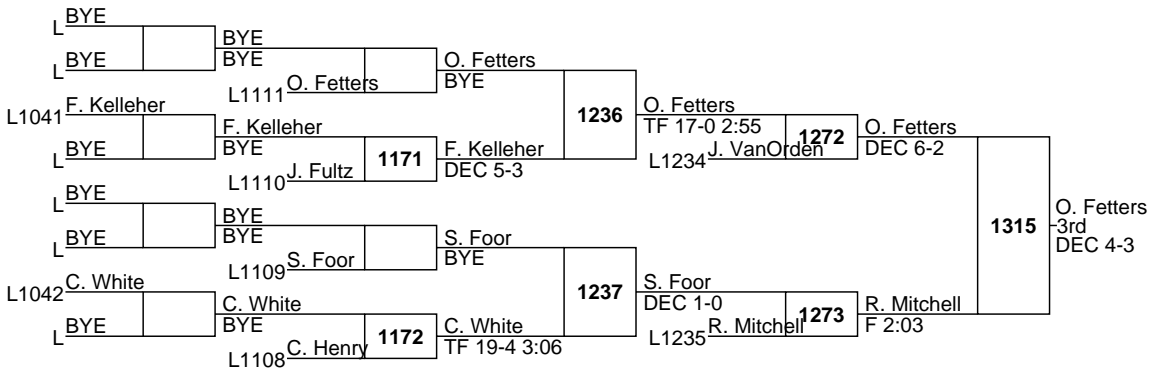 L BYE
BYE
L BYE
BYE
O. Fetters
L1111 O. Fetters
BYE
L1041 F. Kelleher
1236
O. Fetters
F. Kelleher
TF 17-0 2:55
1272
O. Fetters
L BYE
BYE
1171
F. Kelleher
L1234 J. VanOrden
DEC 6-2
L1110 J. Fultz
DEC 5-3
L BYE
BYE
1315
O. Fetters
3rd
DEC 4-3
L BYE
BYE
S. Foor
L1109 S. Foor
BYE
L1042 C. White
1237
S. Foor
C. White
DEC 1-0
1273
R. Mitchell
L BYE
BYE
1172
C. White
L1235 R. Mitchell
F 2:03
L1108 C. Henry
TF 19-4 3:06